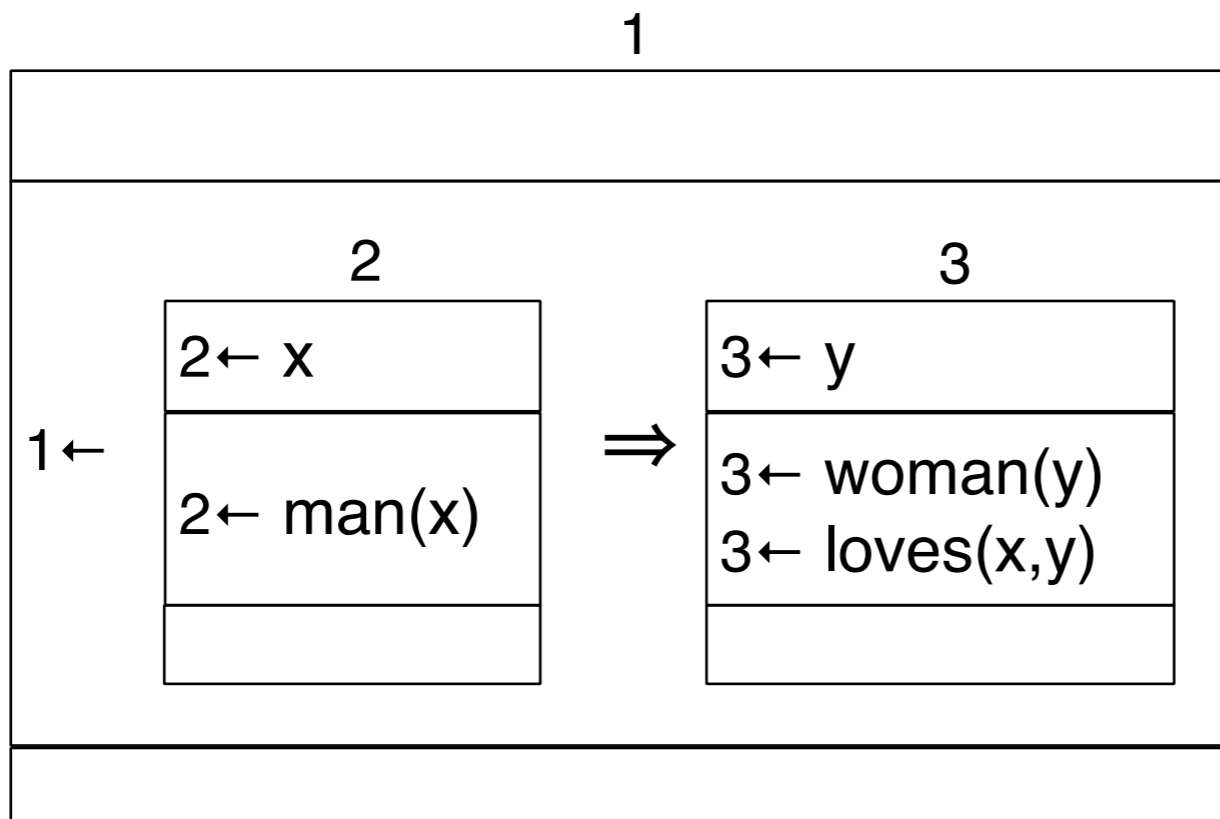 1
2 3
2← x 3← y
1← ⇒
2← man(x) 3← woman(y)
3← loves(x,y)